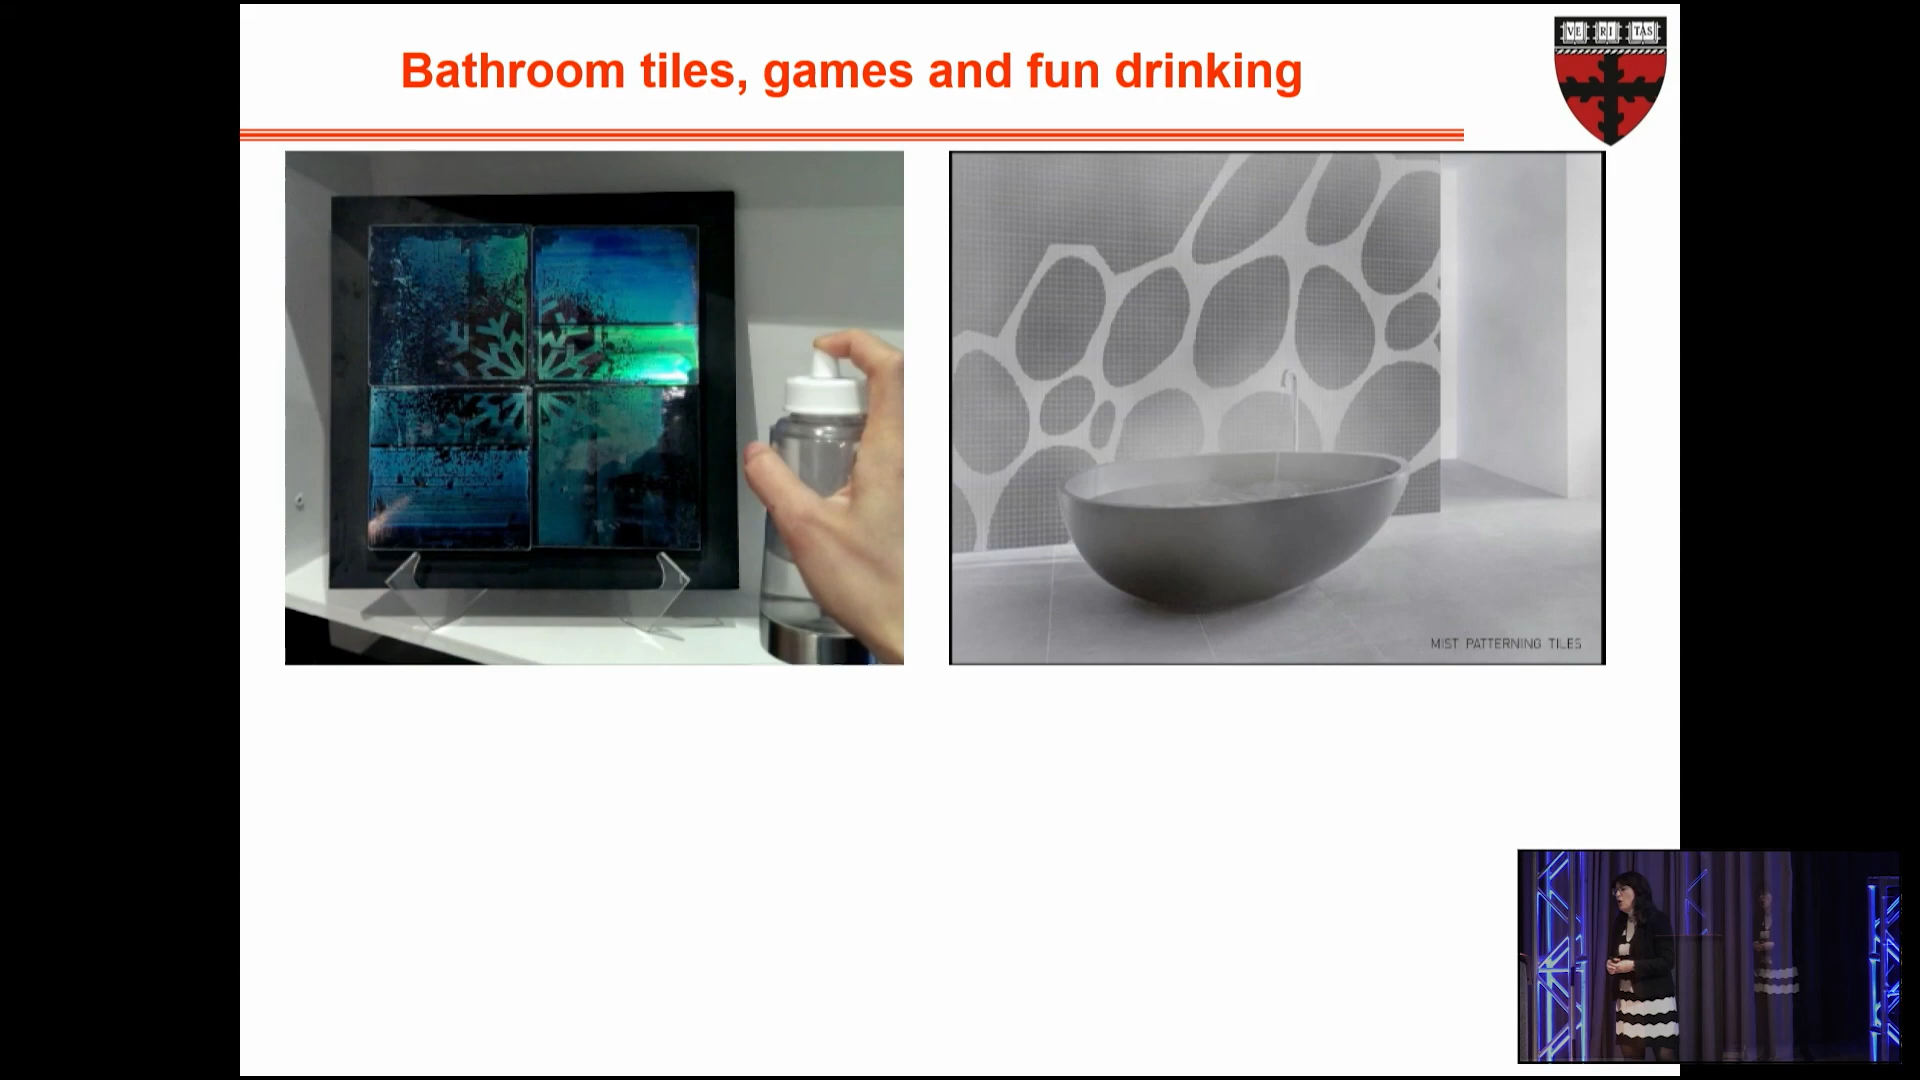 Bathroom tiles, games and fun drinking
VE RI TAS
MIST PATTERNING TILES